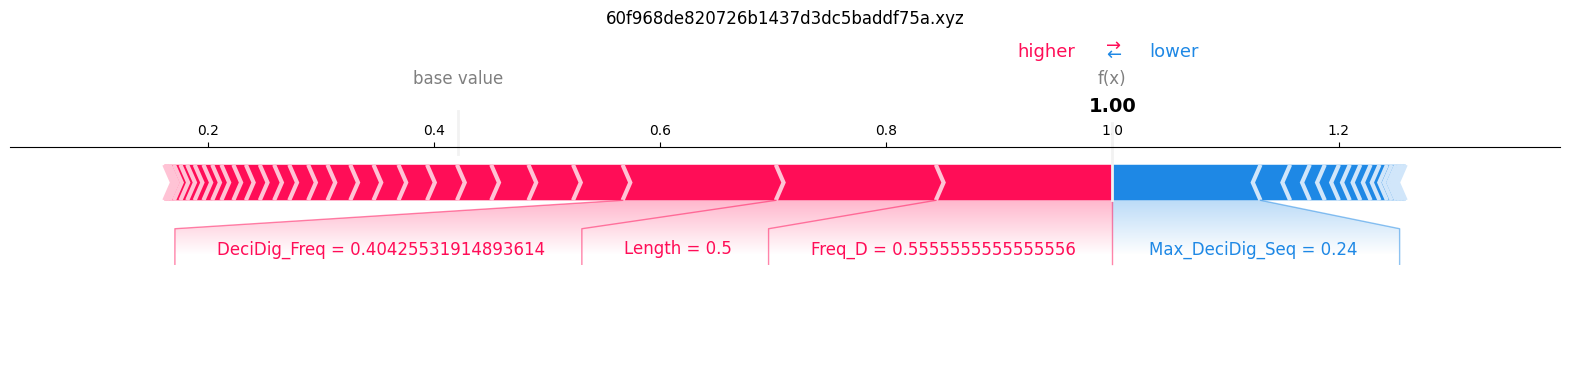 60f968de820726b1437d3dc5baddf75a.xyz
higher ⇄ lower
base value f(x)
1.00
0.2 0.4 0.6 0.8 1 0 1.2
DeciDig_Freq = 0.40425531914893614 Length = 0.5 Freq_D = 0.5555555555555556 Max_DeciDig_Seq = 0.24